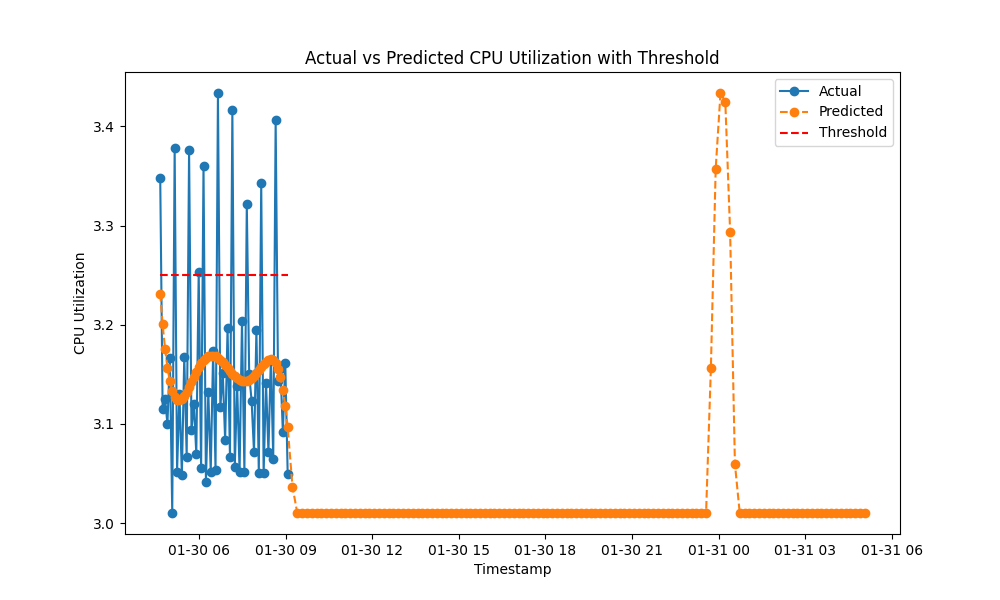 Actual vs Predicted CPU Utilization with Threshold
Actual
Predicted
Threshold
CPU Utilization
3.4
3.3
3.2
3.1
3.0
01-30 06
01-30 09
01-30 12
01-30 15
01-30 18
01-30 21
01-31 00
01-31 03
01-31 06
Timestamp